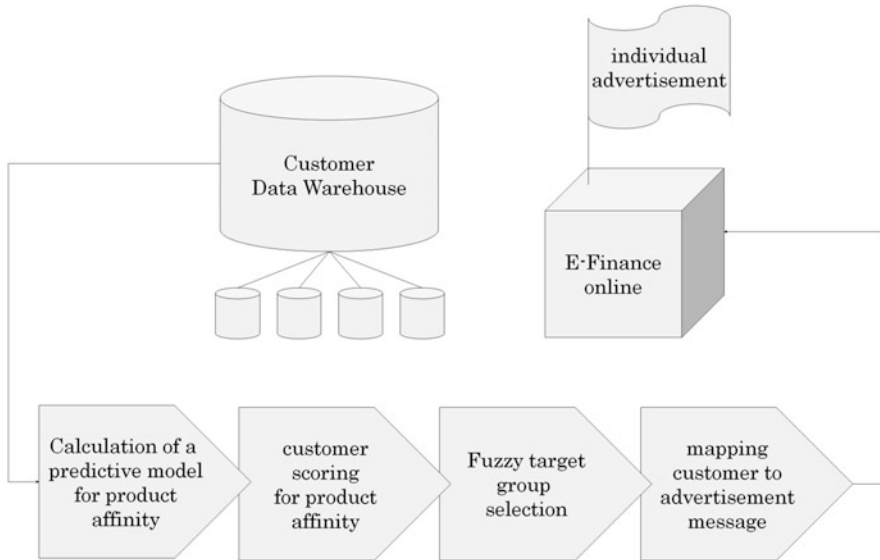 individual
advertisement
Customer
Data Warehouse
E-Finance
online
Calculation of a
predictive model
for product
affinity
customer
scoring
for product
affinity
Fuzzy target
group
selection
mapping
customer to
advertisement
message